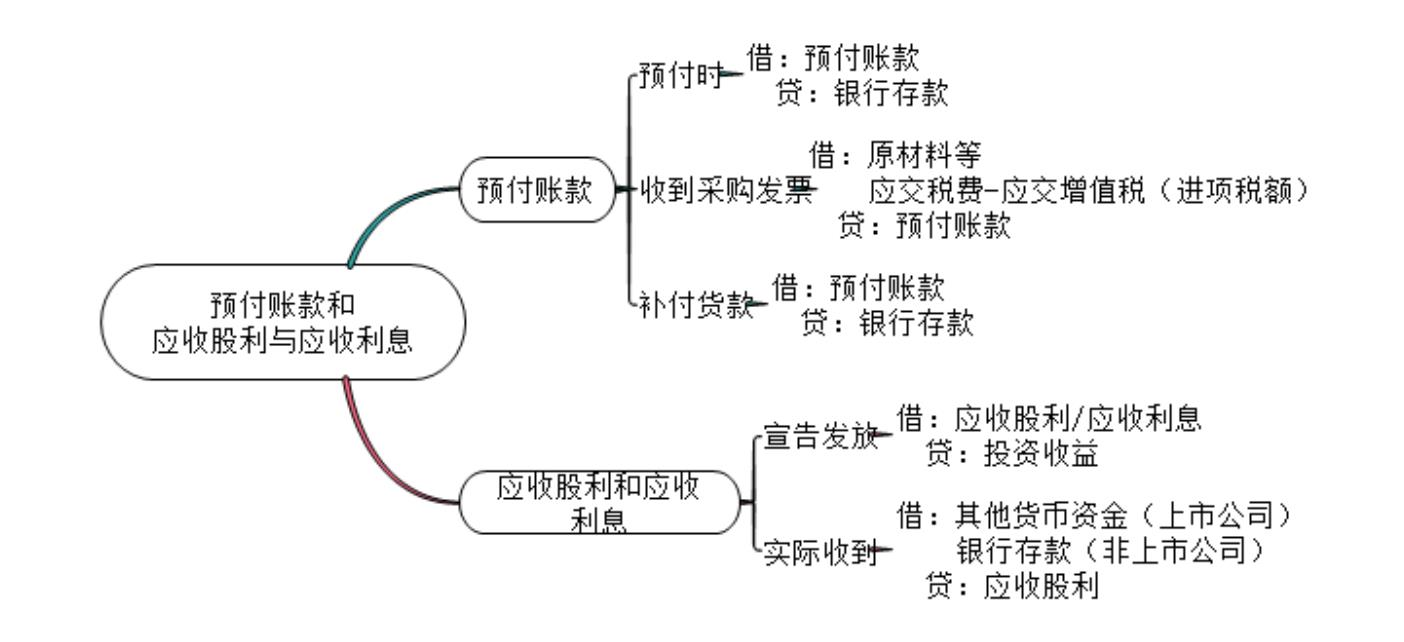 预付账款和
应收股利与应收利息
预付账款
预付时
借：预付账款
贷：银行存款
收到采购发票
借：原材料等
应交税费-应交增值税（进项税额）
贷：预付账款
补付货款
借：预付账款
贷：银行存款
应收股利和应收
利息
宣告发放
借：应收股利/应收利息
贷：投资收益
实际收到
借：其他货币资金（上市公司）
银行存款（非上市公司）
贷：应收股利